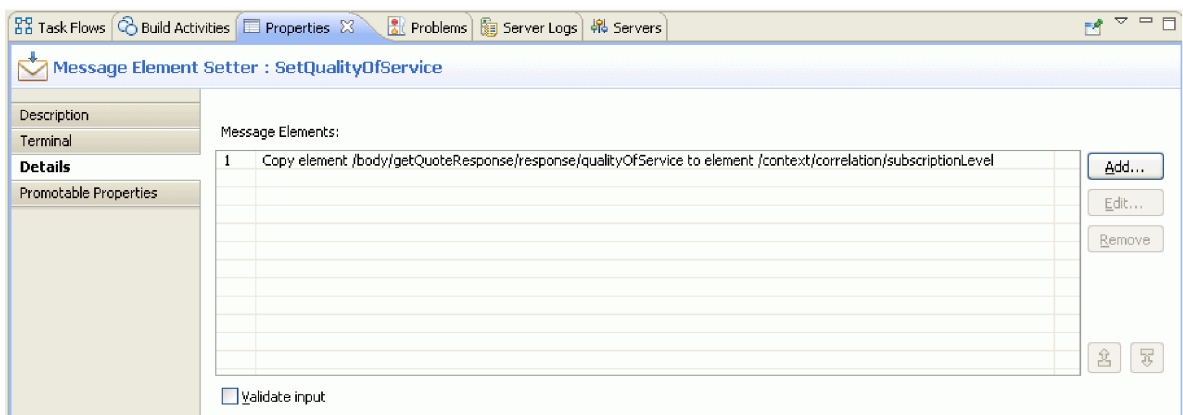 Task Flows Build Activities Properties Problems Server Logs Servers
Message Element Setter : SetQualityOfService
Description
Terminal
Details
Promotable Properties
Message Elements:
1 Copy element /body/getQuoteResponse/response/qualityOfService to element /context/correlation/subscriptionLevel
Add...
Edit...
Remove
Validate input